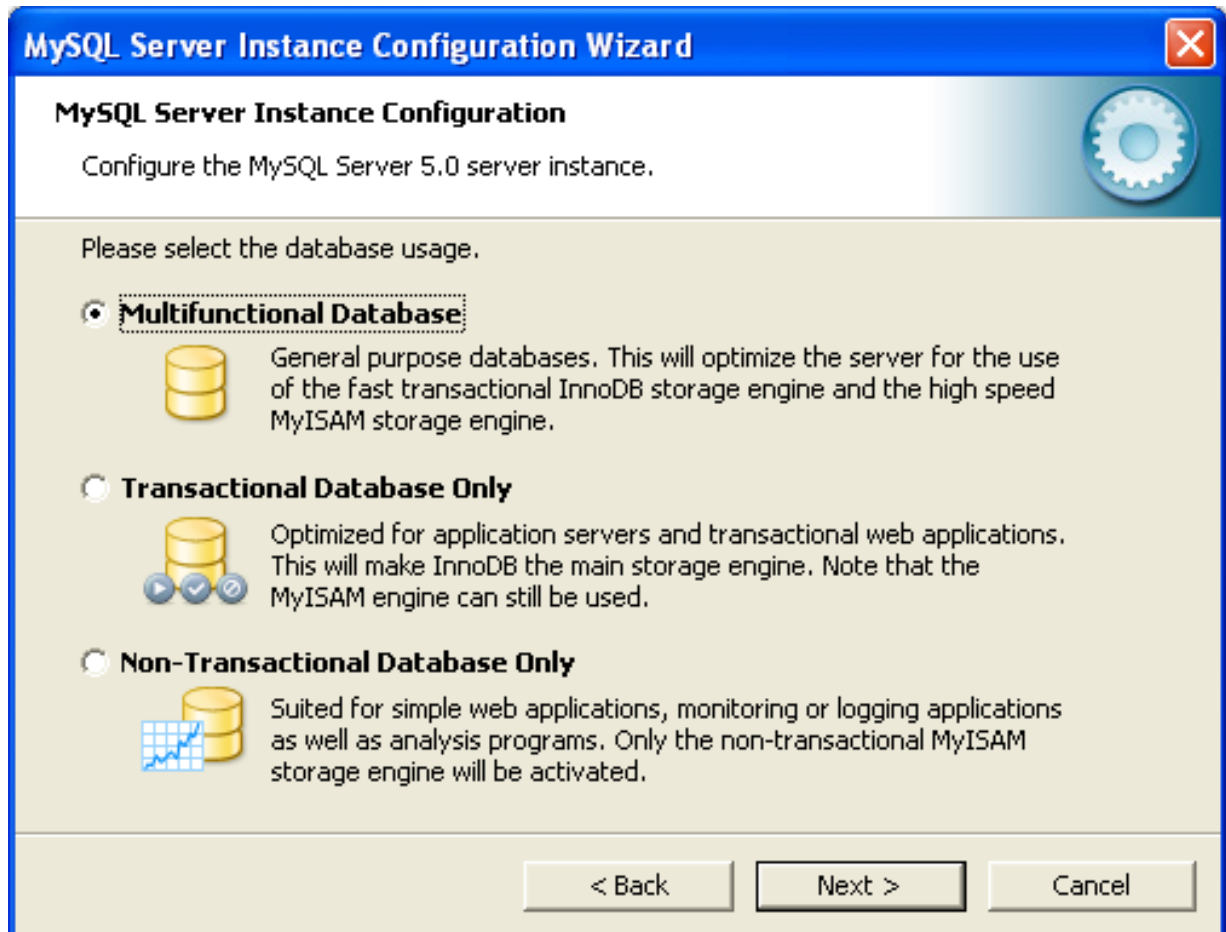 MySQL Server Instance Configuration Wizard
MySQL Server Instance Configuration
Configure the MySQL Server 5.0 server instance.
Please select the database usage.
Multifunctional Database
General purpose databases. This will optimize the server for the use
of the fast transactional InnoDB storage engine and the high speed
MyISAM storage engine.
Transactional Database Only
Optimized for application servers and transactional web applications.
This will make InnoDB the main storage engine. Note that the
MyISAM engine can still be used.
Non-Transactional Database Only
Suited for simple web applications, monitoring or logging applications
as well as analysis programs. Only the non-transactional MyISAM
storage engine will be activated.
< Back
Next >
Cancel